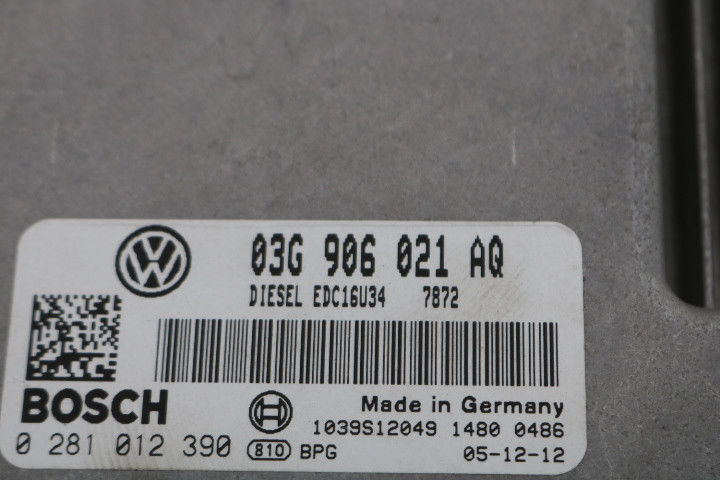 03G 906 021 AQ
DIESEL EDC16U34 7872
BOSCH
Made in Germany
1039S12049 1480 0486
0 281 012 390 810 BPG 05-12-12